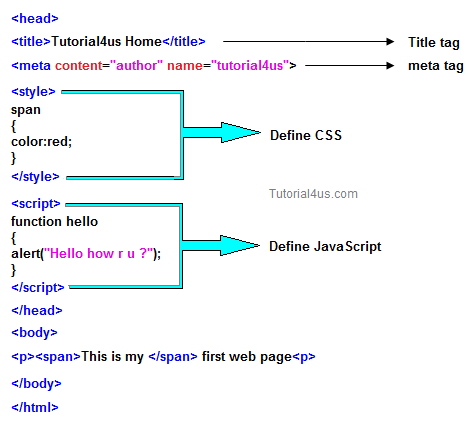 <head>
<title>Tutorial4us Home</title> Title tag
<meta content="author" name="tutorial4us"> meta tag
<style>
span
{
color:red;
}
</style>
Define CSS
Tutorial4us.com
<script>
function hello
{
alert("Hello how r u ?");
}
</script>
Define JavaScript
</head>
<body>
<p><span>This is my </span> first web page<p>
</body>
</html>